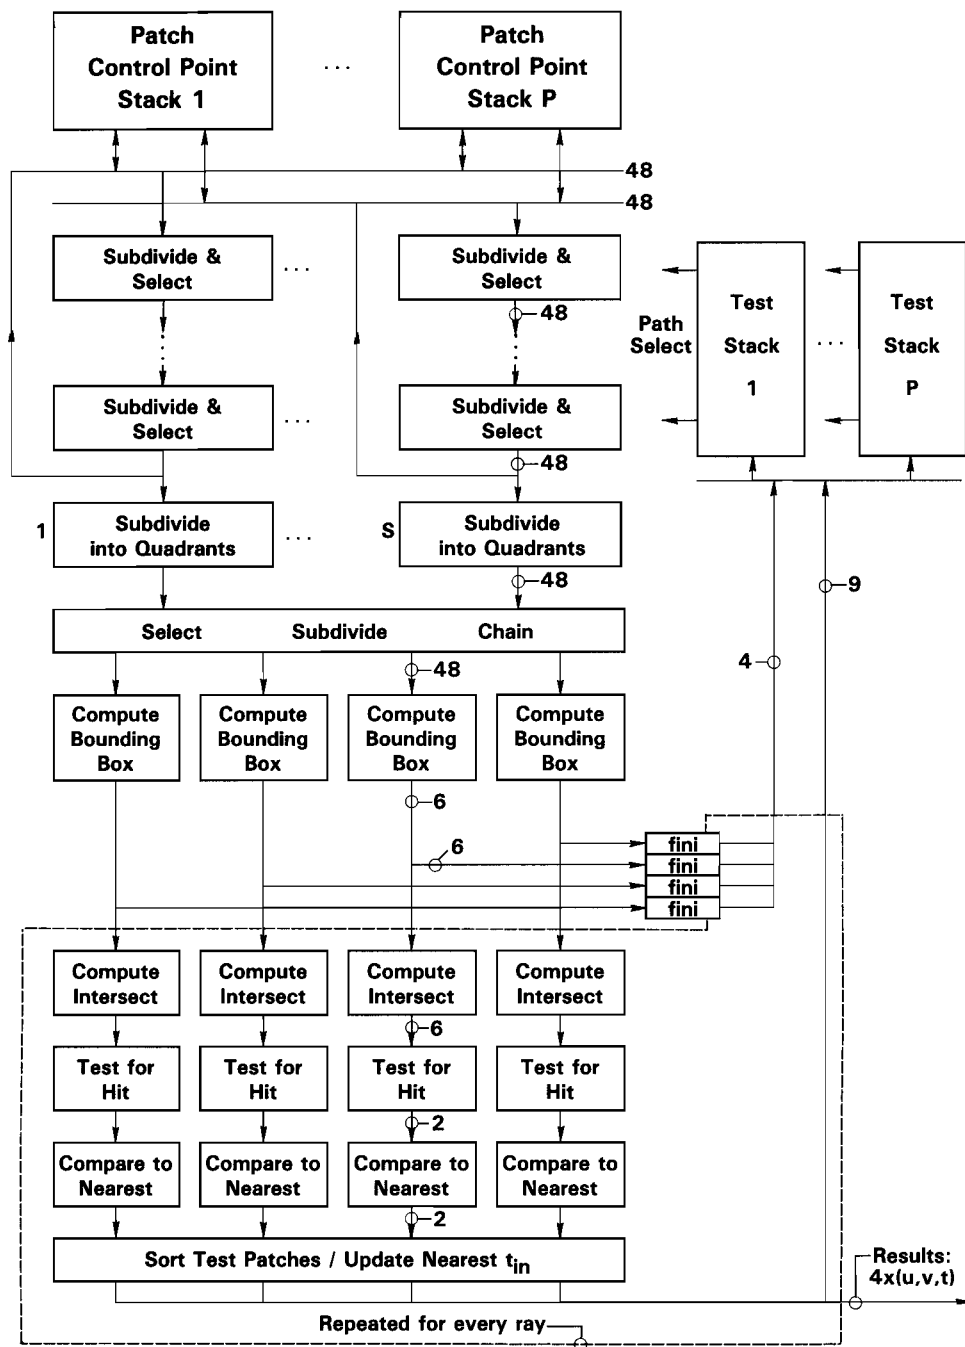 Patch
Control Point
Stack 1
. . .
Patch
Control Point
Stack P
48
48
Subdivide &
Select
. . .
Subdivide &
Select
48
Path
Select
Test
Stack
1
. . .
Test
Stack
P
Subdivide &
Select
. . .
Subdivide &
Select
48
1
Subdivide
into Quadrants
. . .
S
Subdivide
into Quadrants
48
9
4
Select Subdivide Chain
48
Compute
Bounding
Box
Compute
Bounding
Box
Compute
Bounding
Box
Compute
Bounding
Box
6
6
fini
fini
fini
fini
Compute
Intersect
Compute
Intersect
Compute
Intersect
Compute
Intersect
6
Test for
Hit
Test for
Hit
Test for
Hit
Test for
Hit
2
Compare to
Nearest
Compare to
Nearest
Compare to
Nearest
Compare to
Nearest
2
Sort Test Patches / Update Nearest tin
Results:
4x(u,v,t)
Repeated for every ray